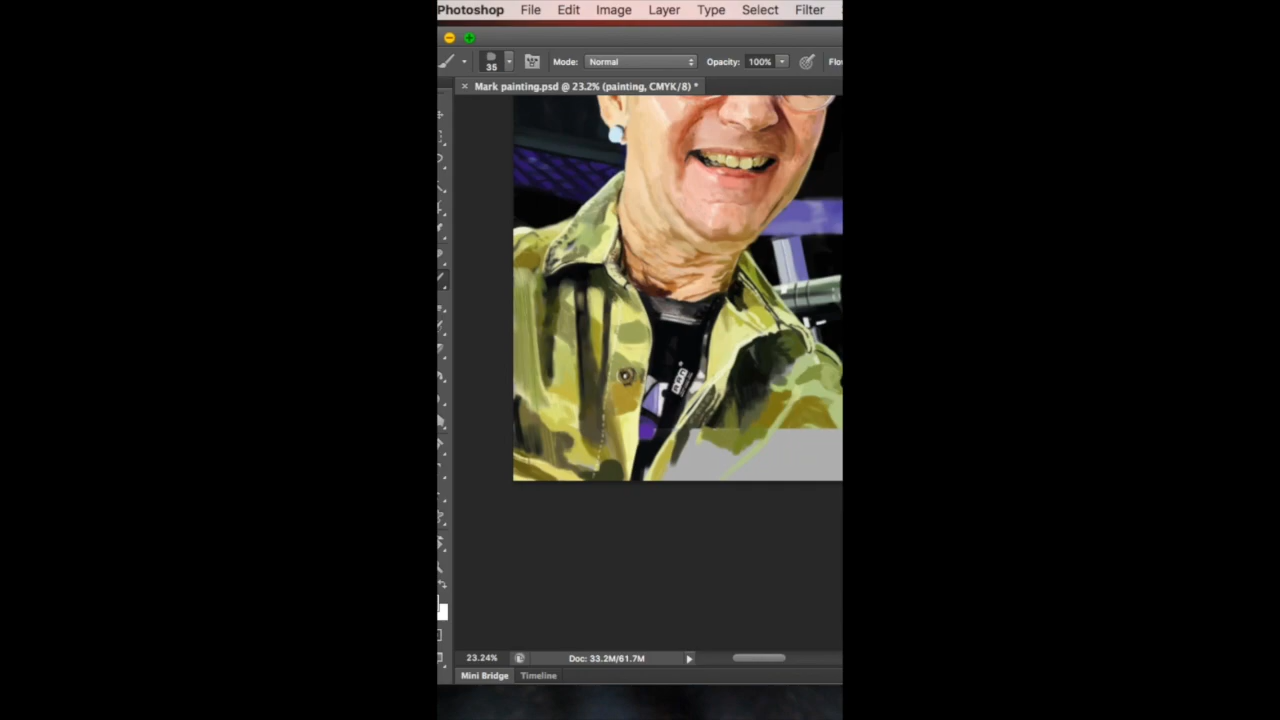 Photoshop File Edit Image Layer Type Select Filter
35 Mode: Normal Opacity: 100% Flo
× Mark painting.psd @ 23.2% (painting, CMYK/8) *
23.24% Doc: 33.2M/61.7M
Mini Bridge Timeline